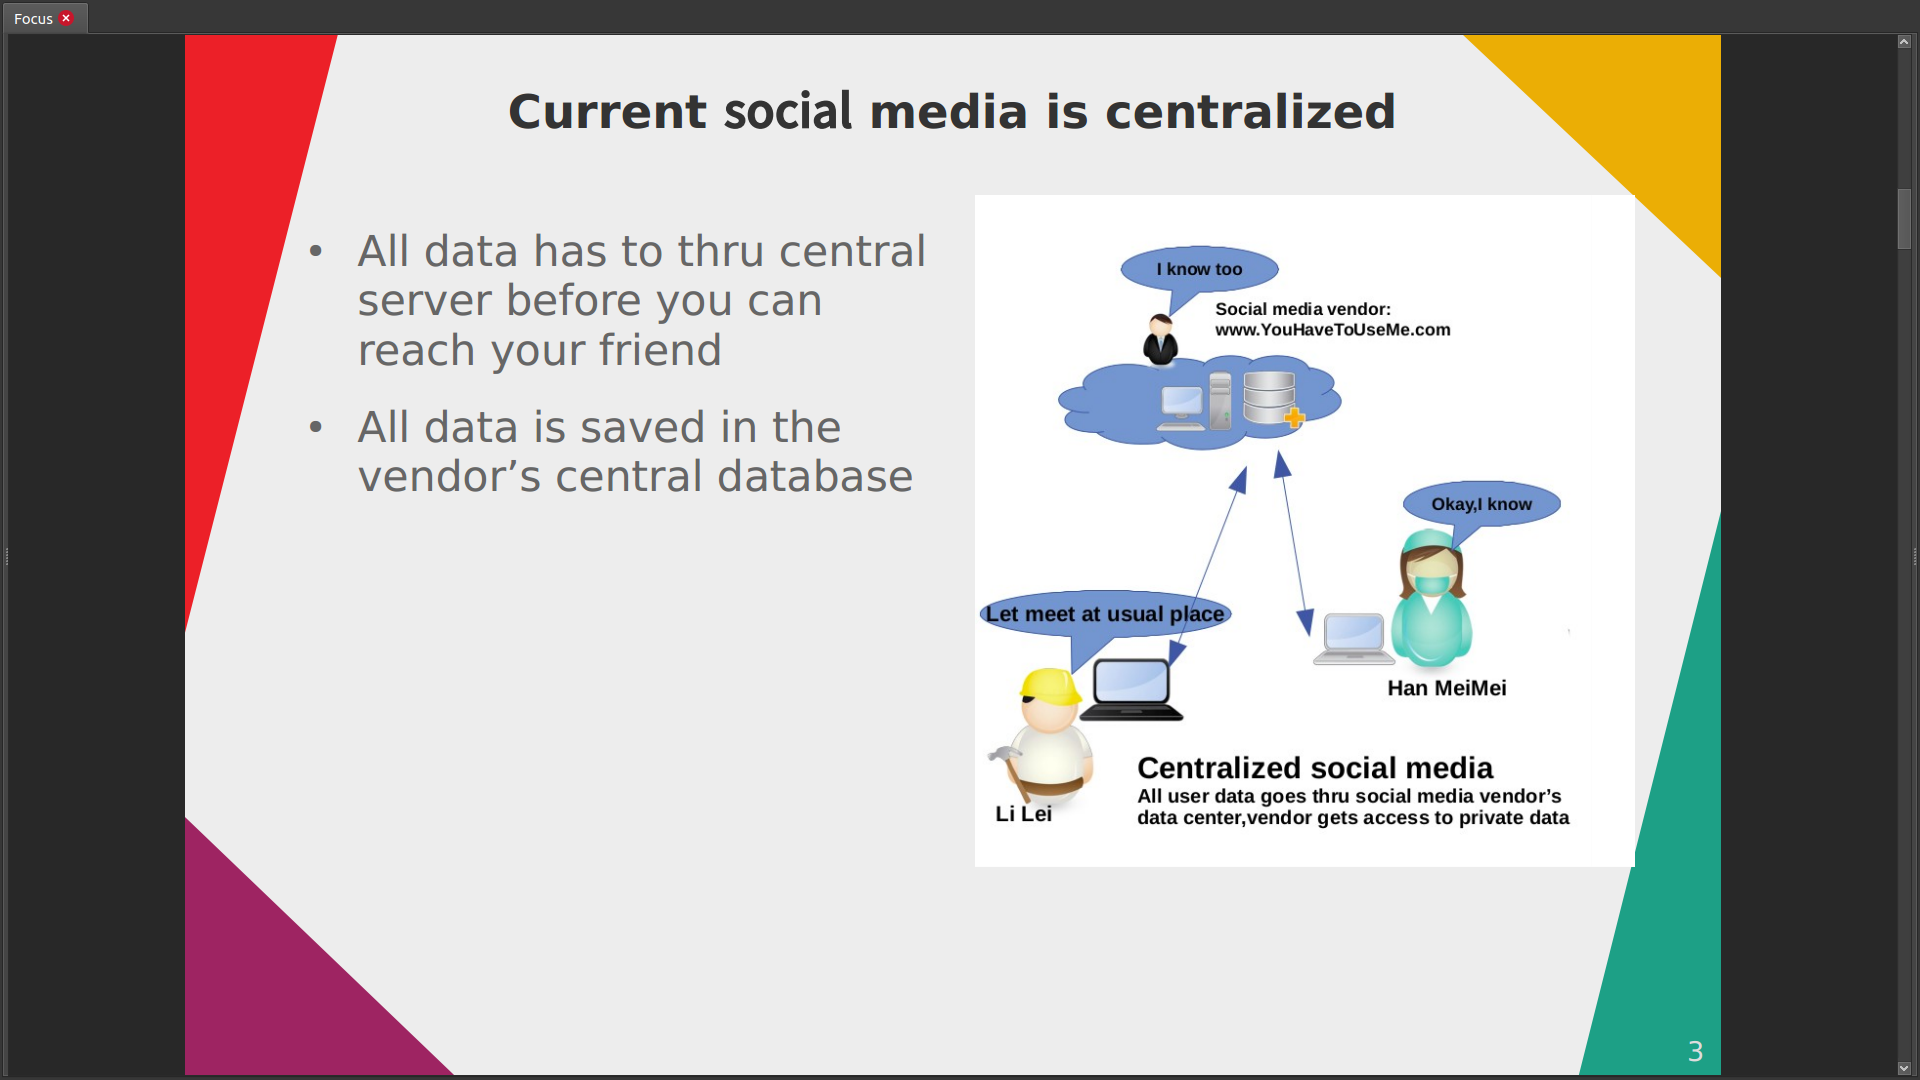 Focus
Current social media is centralized
• All data has to thru central
server before you can
reach your friend
• All data is saved in the
vendor’s central database
I know too
Social media vendor:
www.YouHaveToUseMe.com
Okay,I know
Let meet at usual place
Han MeiMei
Li Lei
Centralized social media
All user data goes thru social media vendor’s
data center,vendor gets access to private data
3